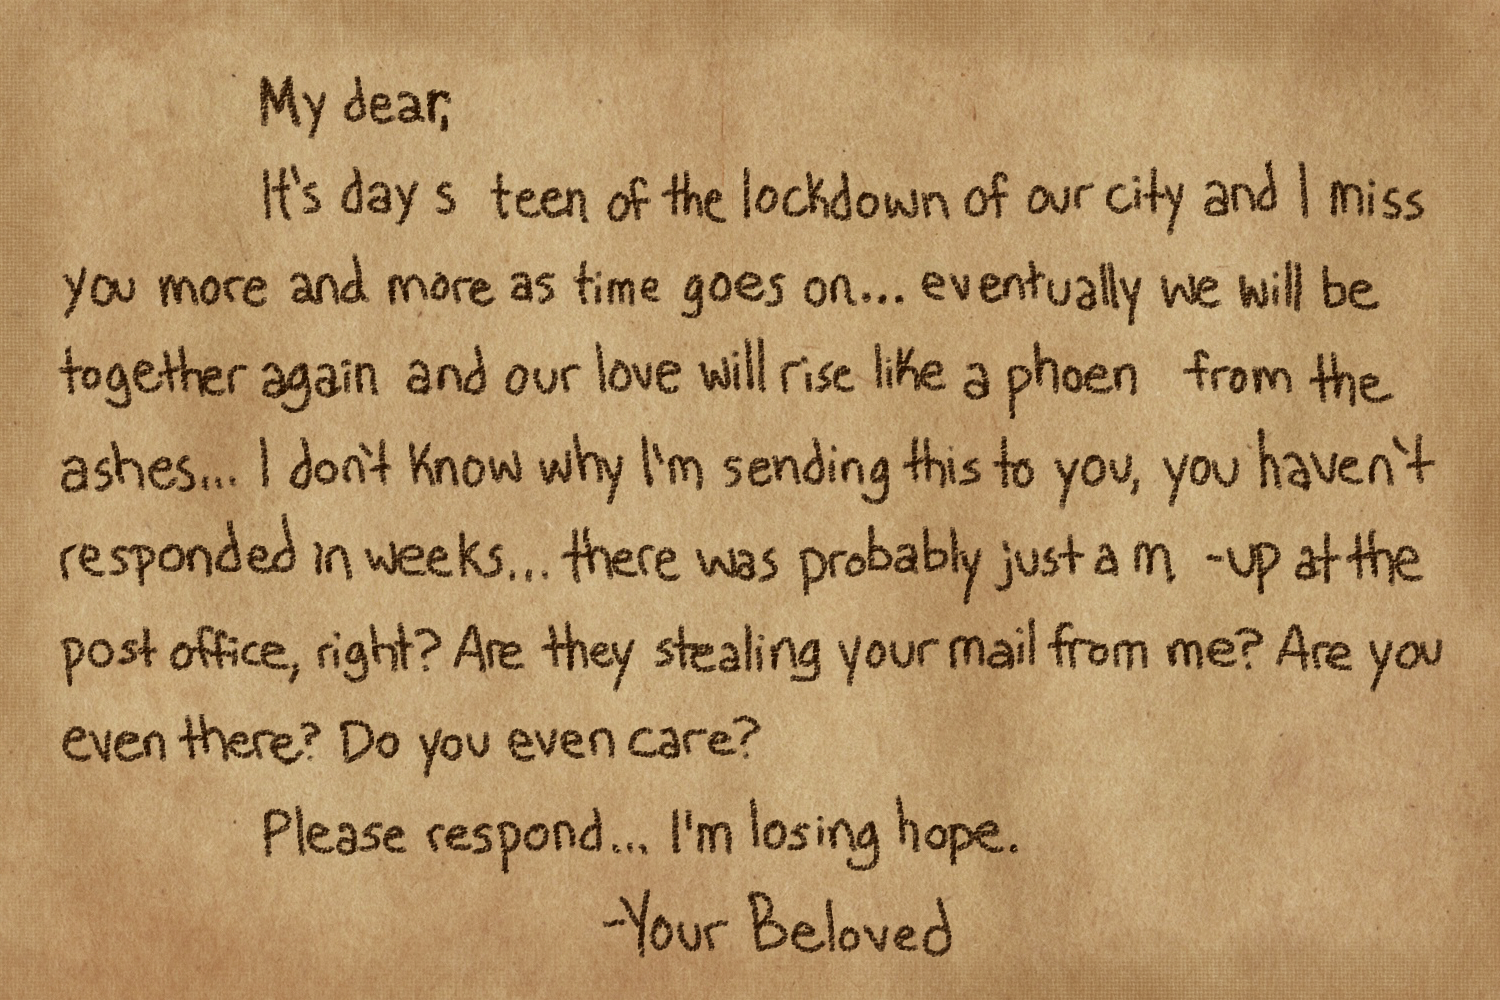 My dear,
It's day s teen of the lockdown of our city and I miss
you more and more as time goes on... eventually we will be
together again and our love will rise like a phoen from the
ashes... I don't know why I'm sending this to you, you haven't
responded in weeks... there was probably just a m -up at the
post office, right? Are they stealing your mail from me? Are you
even there? Do you even care?
Please respond... I'm losing hope.
-Your Beloved